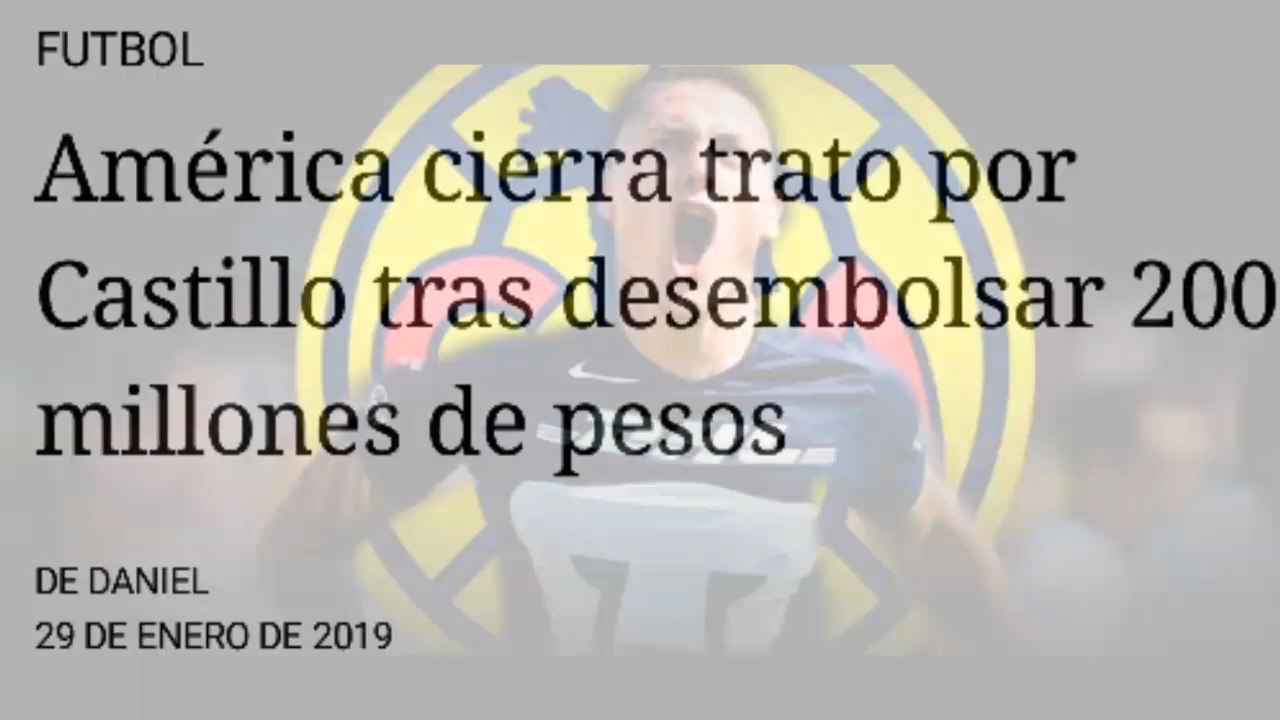 FUTBOL
América cierra trato por
Castillo tras desembolsar 200
millones de pesos
DE DANIEL
29 DE ENERO DE 2019